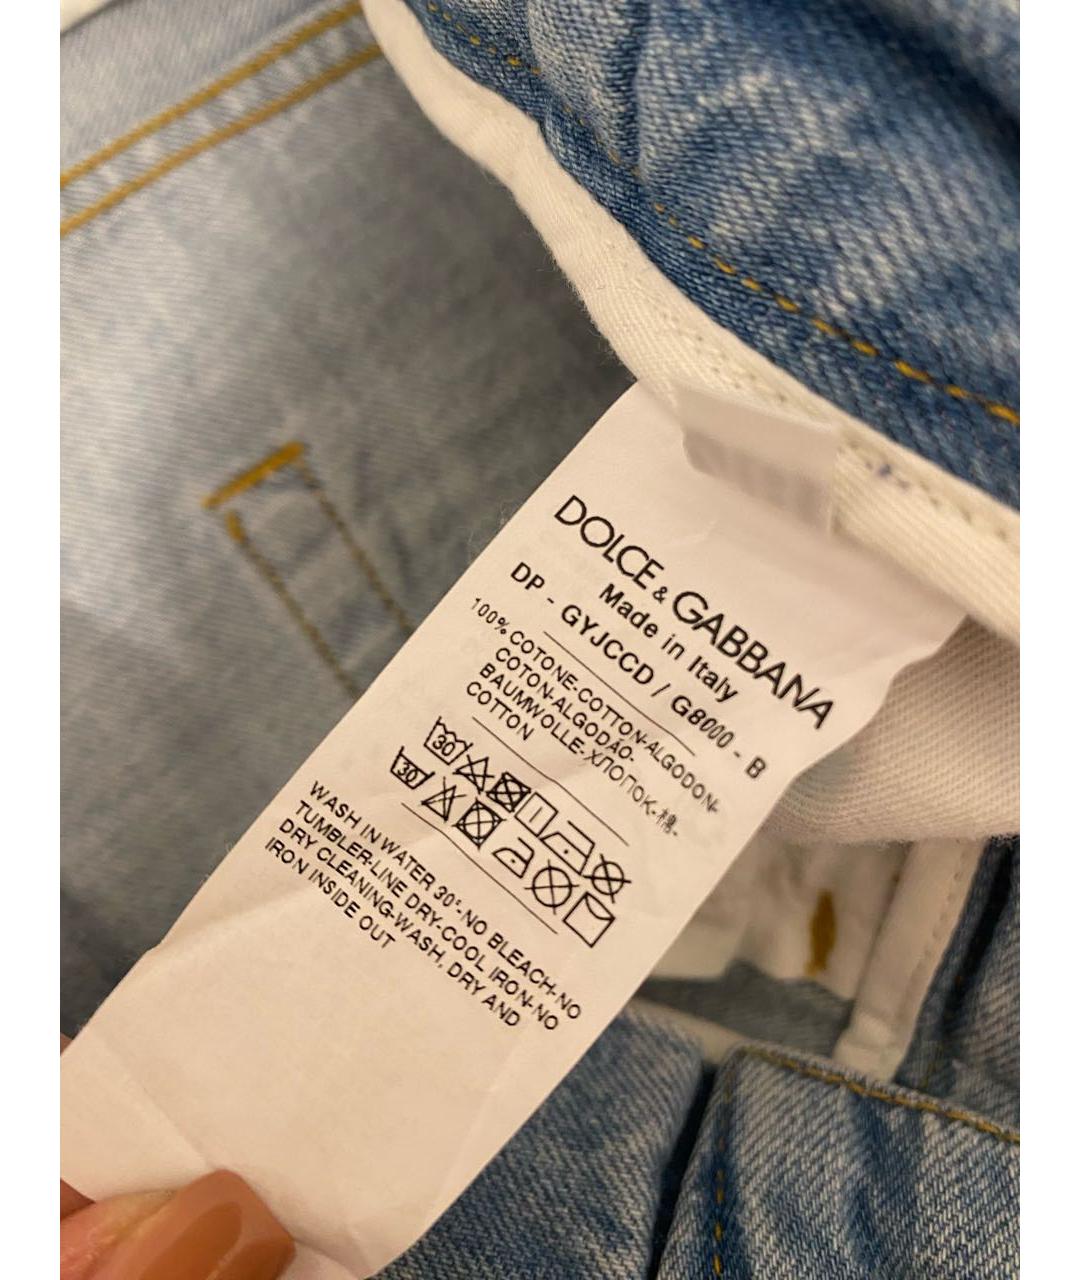 DOLCE & GABBANA
Made in Italy
DP - GYJCCD / G8000 - B
100% COTONE-COTTON-ALGODON-
COTON-ALGODÃO-
BAUMWOLLE-ХЛОПОК-棉-
COTTON
30
30
WASH IN WATER 30°-NO BLEACH-NO
TUMBLER-LINE DRY-COOL IRON-NO
DRY CLEANING-WASH, DRY AND
IRON INSIDE OUT